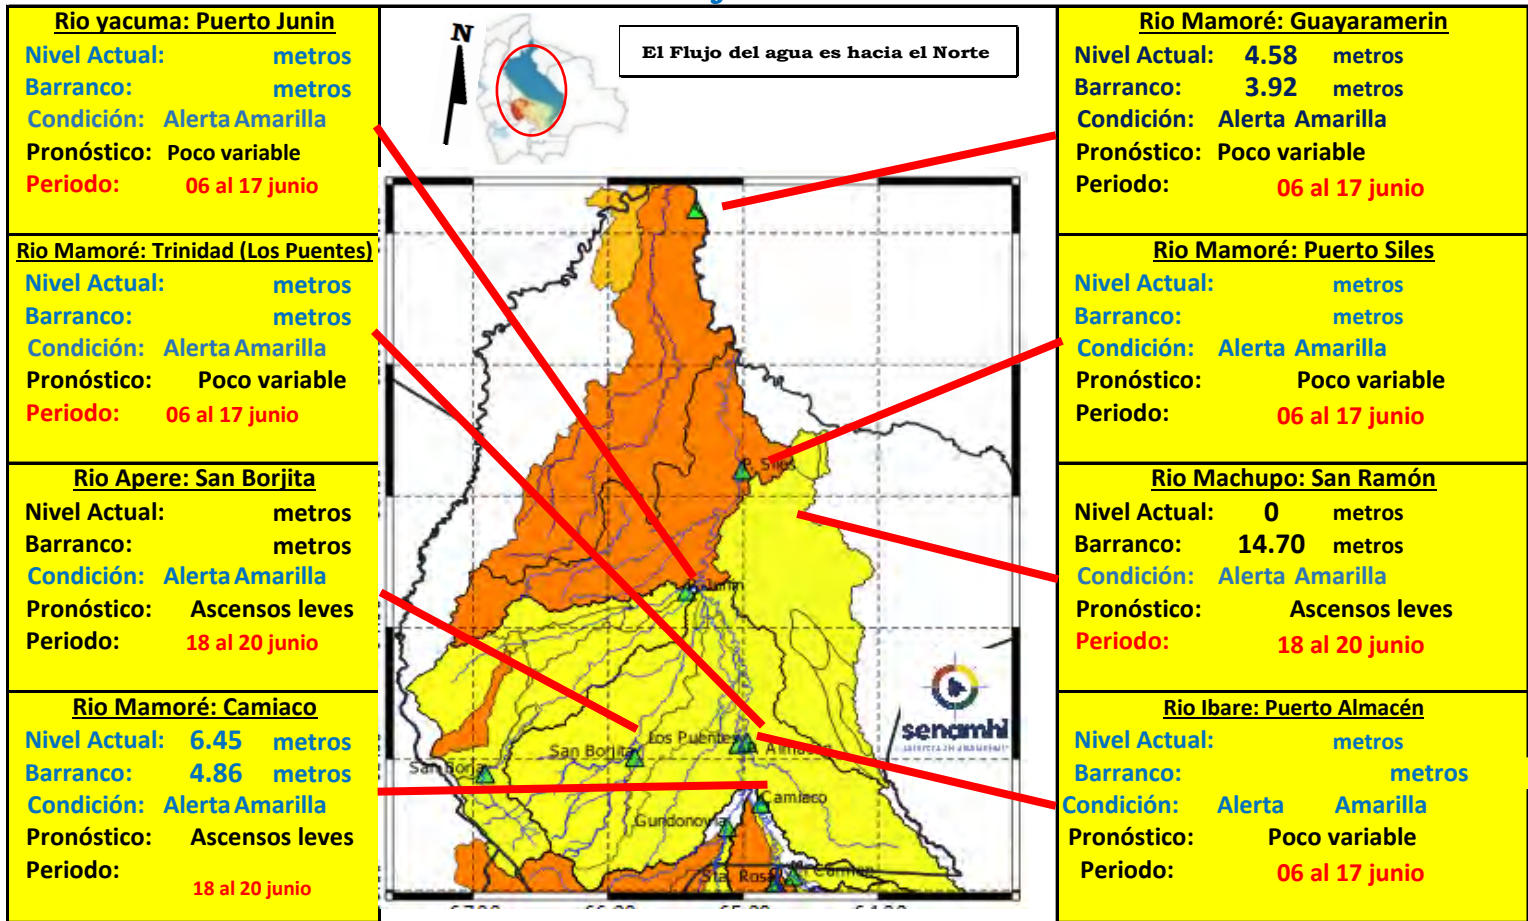 Rio yacuma: Puerto Junin
Nivel Actual: metros
Barranco: metros
Condición: Alerta Amarilla
Pronóstico: Poco variable
Periodo: 06 al 17 junio
Rio Mamoré: Trinidad (Los Puentes)
Nivel Actual: metros
Barranco: metros
Condición: Alerta Amarilla
Pronóstico: Poco variable
Periodo: 06 al 17 junio
Rio Apere: San Borjita
Nivel Actual: metros
Barranco: metros
Condición: Alerta Amarilla
Pronóstico: Ascensos leves
Periodo: 18 al 20 junio
Rio Mamoré: Camiaco
Nivel Actual: 6.45 metros
Barranco: 4.86 metros
Condición: Alerta Amarilla
Pronóstico: Ascensos leves
Periodo:
18 al 20 junio
N
El Flujo del agua es hacia el Norte
P. Siles
Junin
Los Puentes
P. Almacen
San Borjita
San Borja
Camiaco
Gundonovia
Sta. Rosa
Carmen
senamhi
Rio Mamoré: Guayaramerin
Nivel Actual: 4.58 metros
Barranco: 3.92 metros
Condición: Alerta Amarilla
Pronóstico: Poco variable
Periodo: 06 al 17 junio
Rio Mamoré: Puerto Siles
Nivel Actual: metros
Barranco: metros
Condición: Alerta Amarilla
Pronóstico: Poco variable
Periodo: 06 al 17 junio
Rio Machupo: San Ramón
Nivel Actual: 0 metros
Barranco: 14.70 metros
Condición: Alerta Amarilla
Pronóstico: Ascensos leves
Periodo: 18 al 20 junio
Rio Ibare: Puerto Almacén
Nivel Actual: metros
Barranco: metros
Condición: Alerta Amarilla
Pronóstico: Poco variable
Periodo: 06 al 17 junio